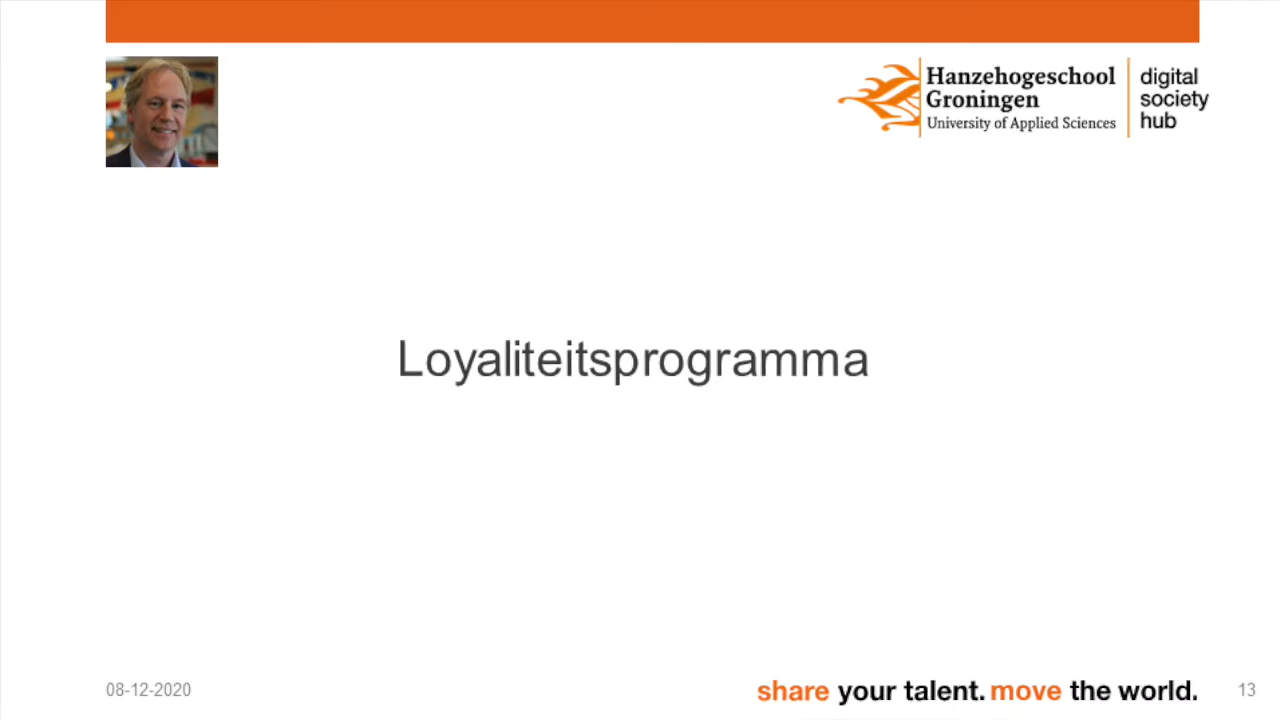 Hanzehogeschool
Groningen
University of Applied Sciences
digital
society
hub
Loyaliteitsprogramma
08-12-2020
share your talent. move the world.
13